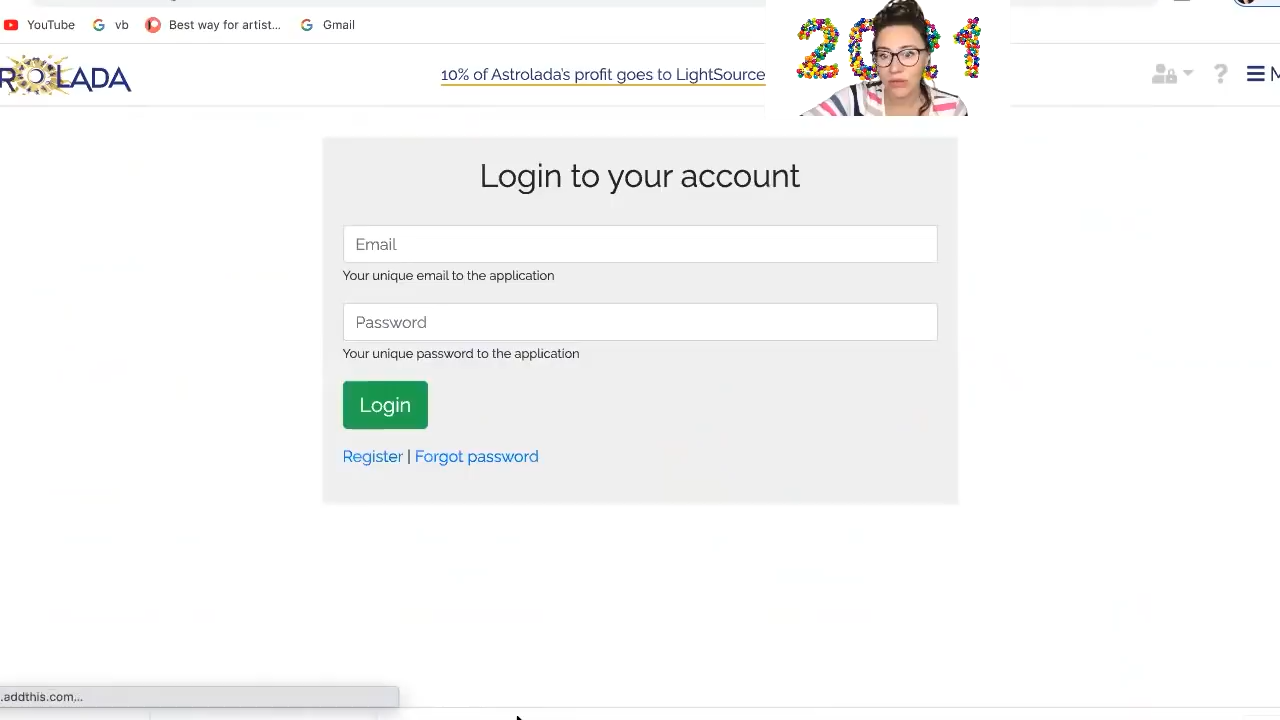 YouTube vb Best way for artist... Gmail
ROLADA
10% of Astrolada's profit goes to LightSource
2021
?
M
Login to your account
Email
Your unique email to the application
Password
Your unique password to the application
Login
Register | Forgot password
.addthis.com...